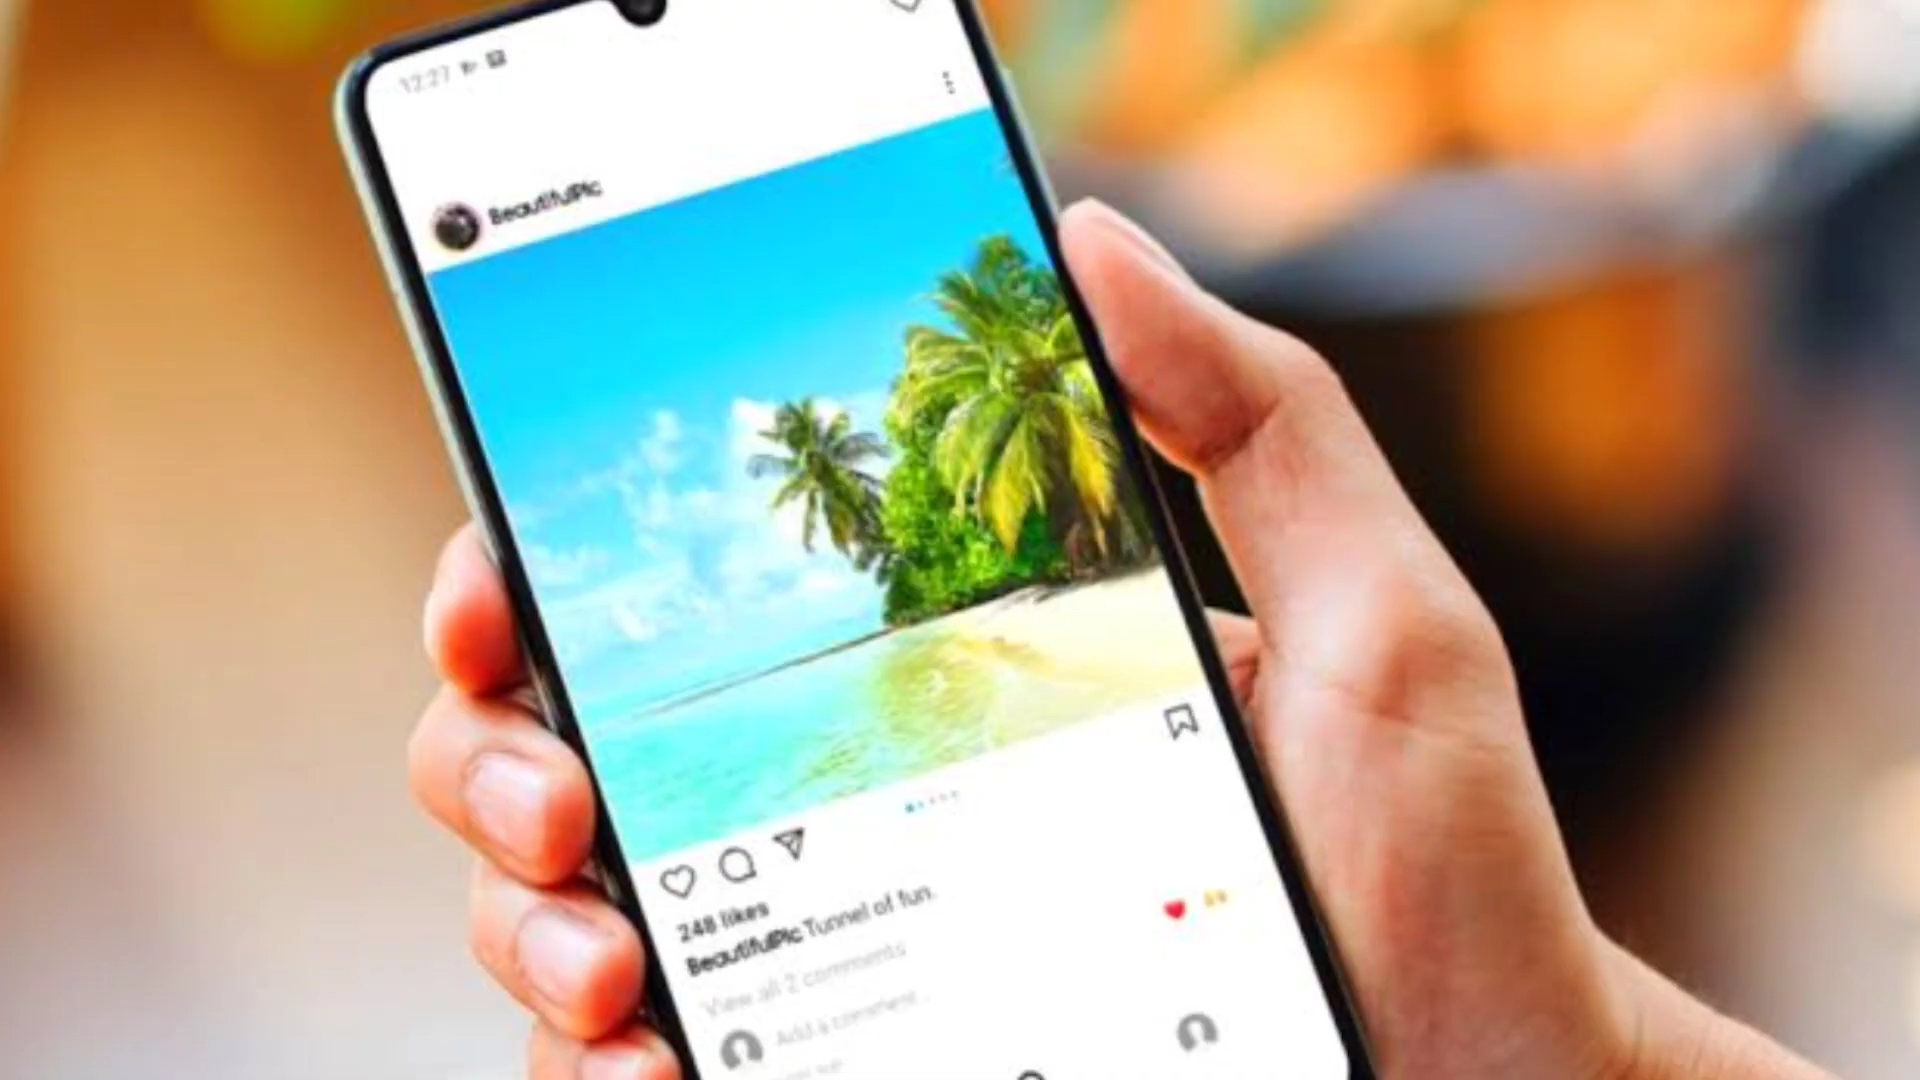 12:27
BeautifulPic
248 likes
BeautifulPic Tunnel of fun.
View all 2 comments
Add a comment...